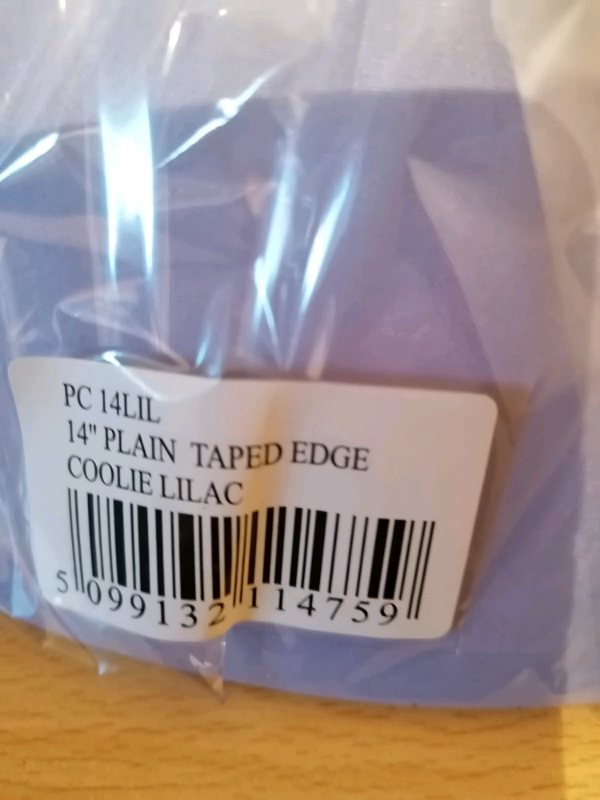 PC 14LIL
14" PLAIN TAPED EDGE
COOLIE LILAC
5 099132 114759